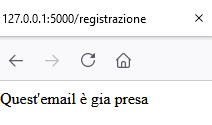 127.0.0.1:5000/registrazione
Quest'email è gia presa